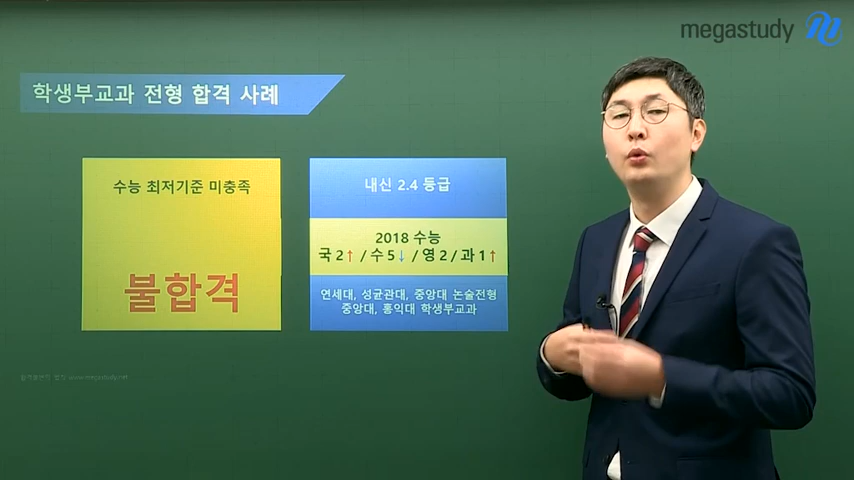 megastudy
학생부교과 전형 합격 사례
수능 최저기준 미충족
불합격
내신 2.4 등급
2018 수능
국2↑ / 수5↓ / 영2 / 과1↑
연세대, 성균관대, 중앙대 논술전형
중앙대, 홍익대 학생부교과
www.megastudy.net